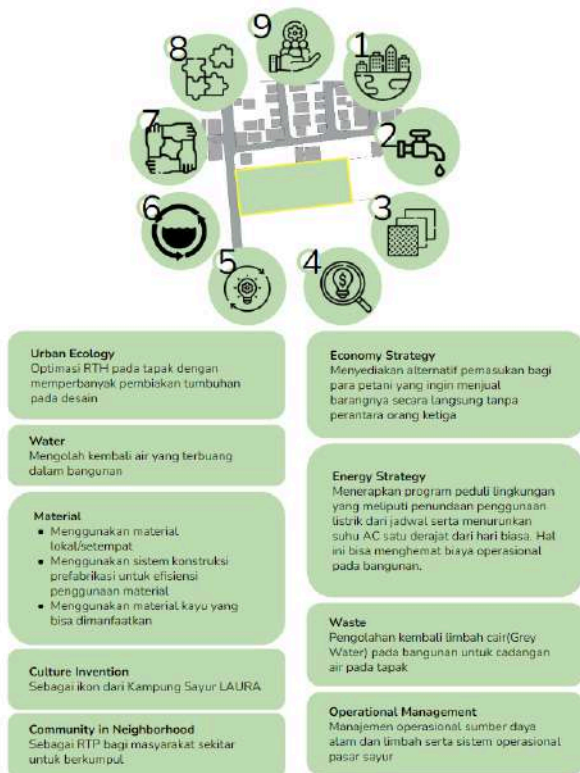 9
8
1
7
2
6
3
5
4
Urban Ecology
Optimasi RTH pada tapak dengan
memperbanyak pembiakan tumbuhan
pada desain
Water
Mengolah kembali air yang terbuang
dalam bangunan
Material
Menggunakan material
lokal/setempat
Menggunakan sistem konstruksi
prefabrikasi untuk efisiensi
penggunaan material
Menggunakan material kayu yang
bisa dimanfaatkan
Culture Invention
Sebagai ikon dari Kampung Sayur LAURA
Community in Neighborhood
Sebagai RTP bagi masyarakat sekitar
untuk berkumpul
Economy Strategy
Menyediakan alternatif pemasukan bagi
para petani yang ingin menjual
barangnya secara langsung tanpa
perantara orang ketiga
Energy Strategy
Menerapkan program peduli lingkungan
yang meliputi penundaan penggunaan
listrik dari jadwal serta menurunkan
suhu AC satu derajat dari hari biasa. Hal
ini bisa menghemat biaya operasional
pada bangunan.
Waste
Pengolahan kembali limbah cair(Grey
Water) pada bangunan untuk cadangan
air pada tapak
Operational Management
Manajemen operasional sumber daya
alam dan limbah serta sistem operasional
pasar sayur